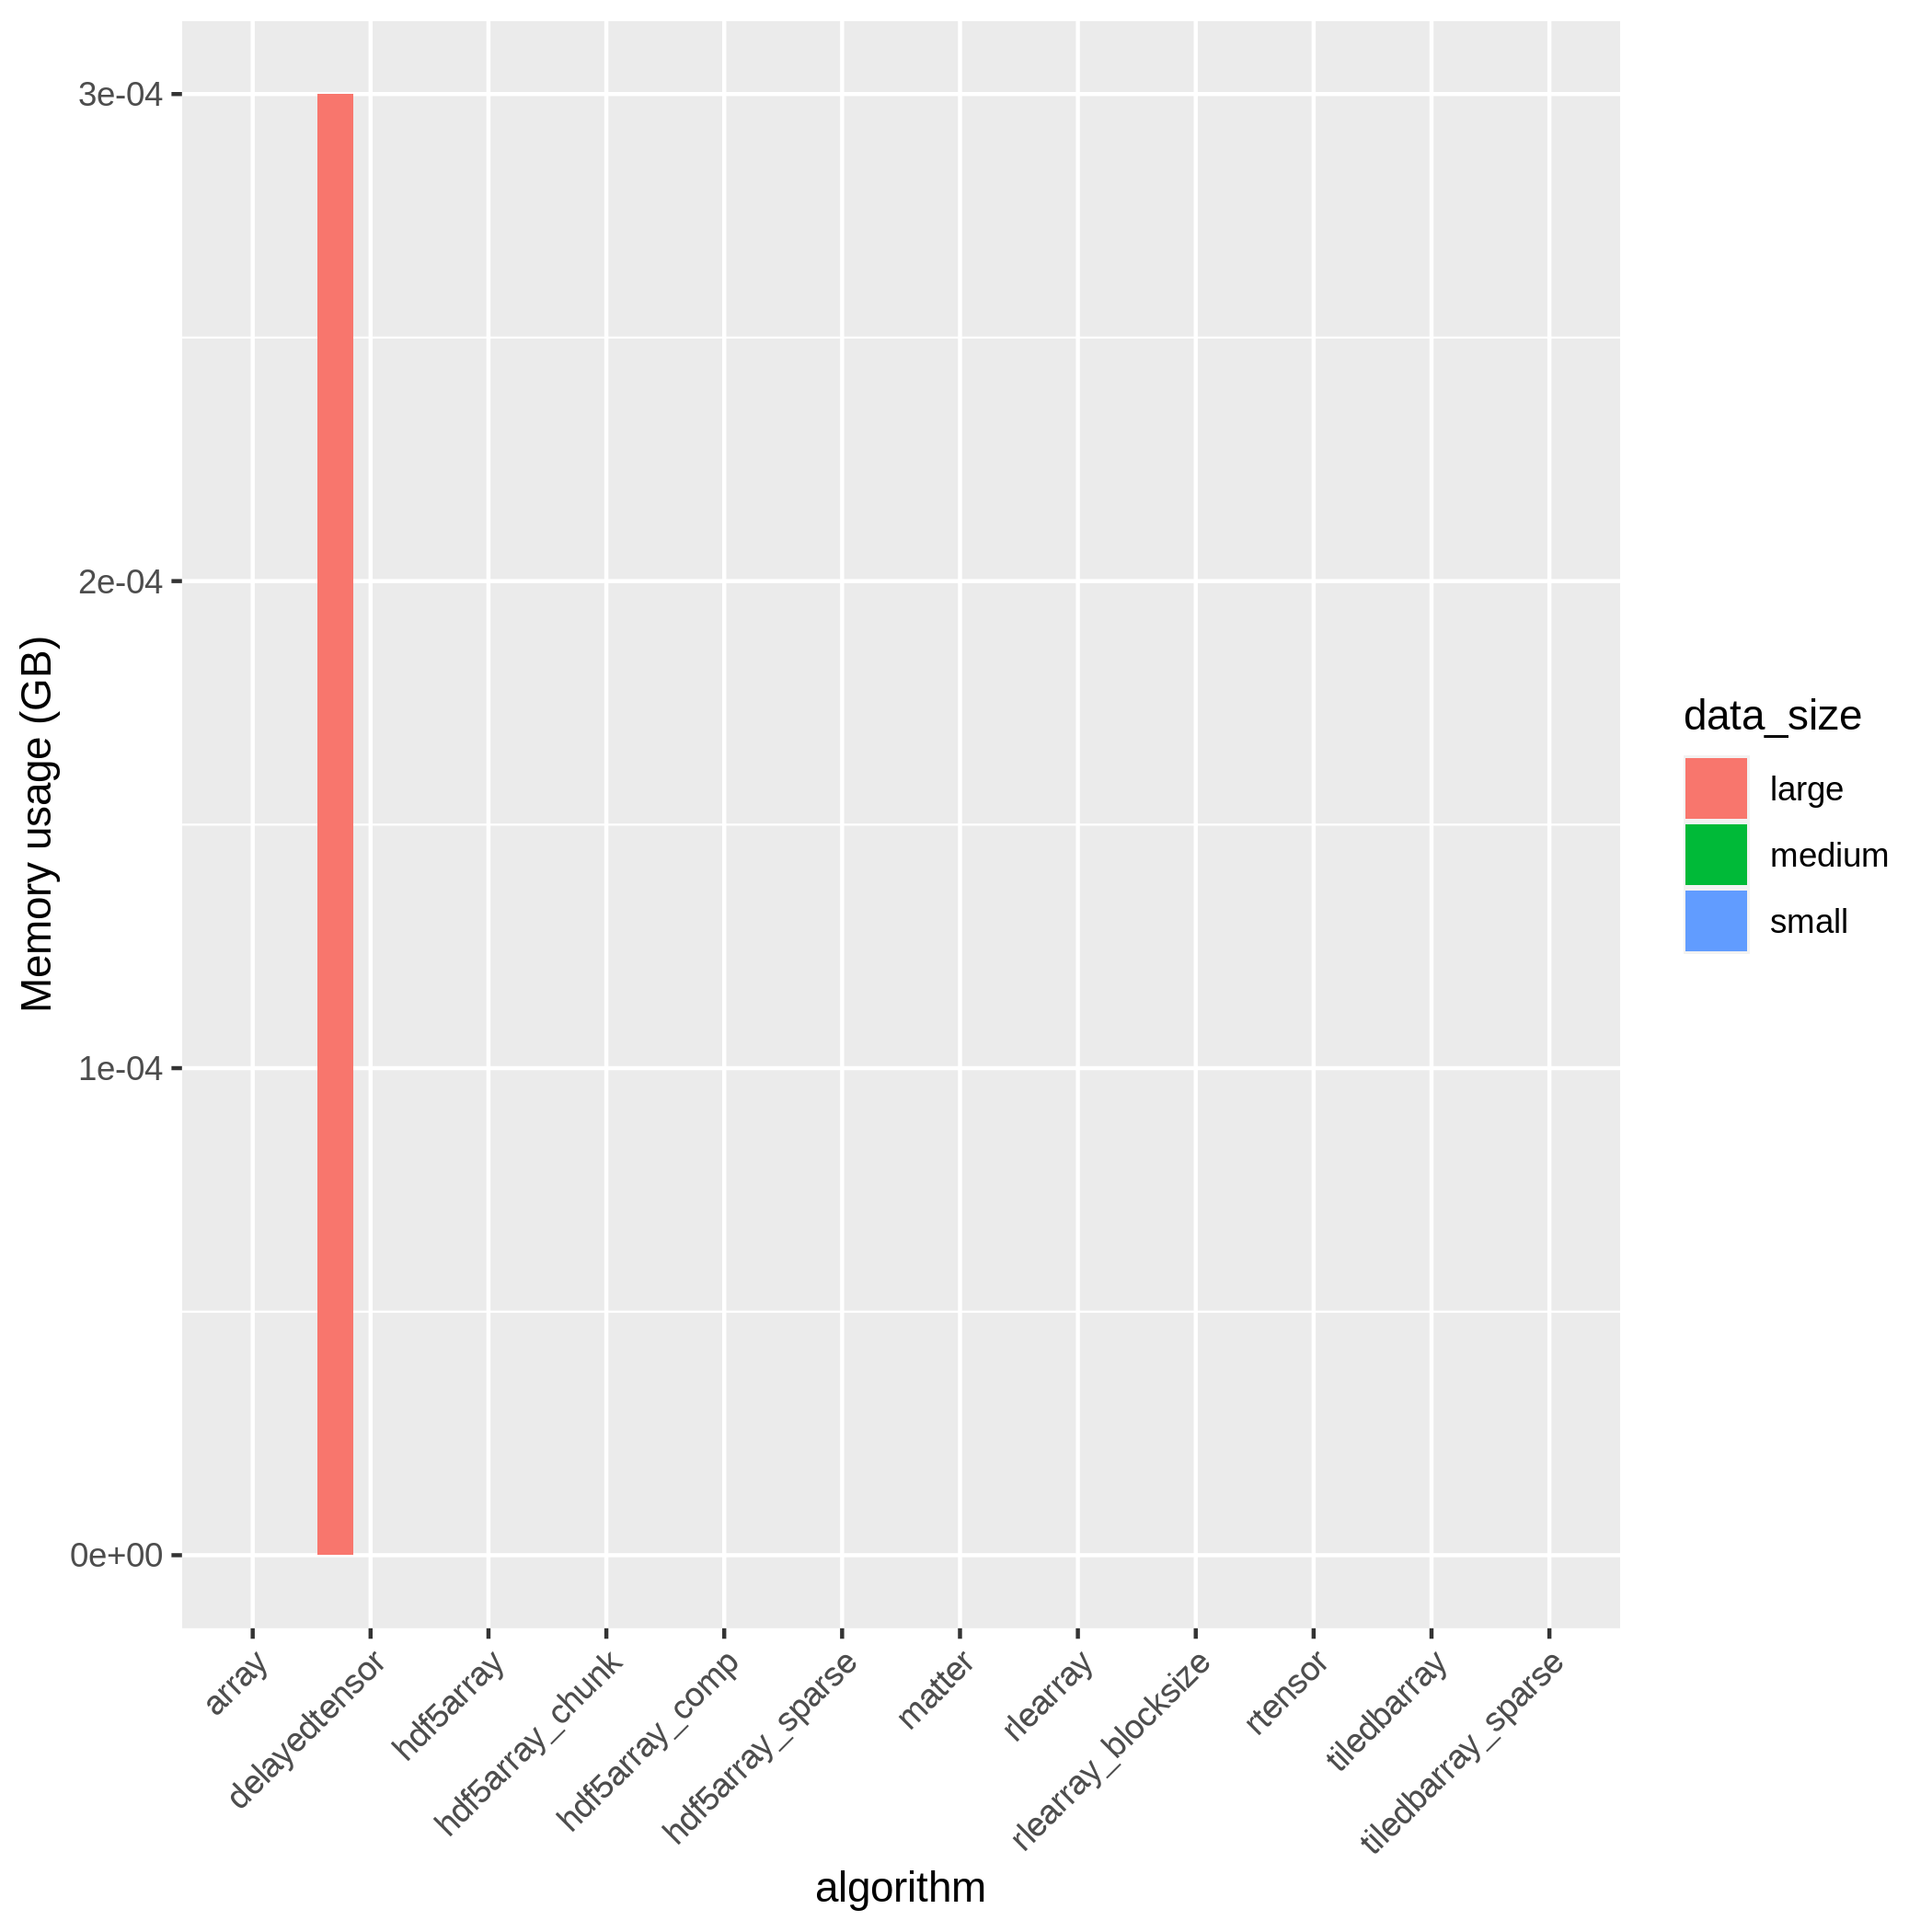 3e-04
2e-04
1e-04
0e+00
Memory usage (GB)
array
delayedtensor
hdf5array
hdf5array_chunk
hdf5array_comp
hdf5array_sparse
matter
rlearray
rlearray_blocksize
rtensor
tiledbarray
tiledbarray_sparse
algorithm
data_size
large
medium
small